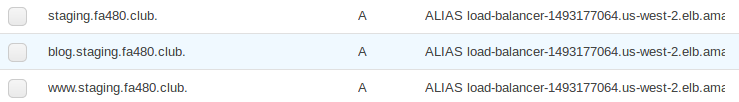 staging.fa480.club. A ALIAS load-balancer-1493177064.us-west-2.elb.ama
blog.staging.fa480.club. A ALIAS load-balancer-1493177064.us-west-2.elb.ama
www.staging.fa480.club. A ALIAS load-balancer-1493177064.us-west-2.elb.ama